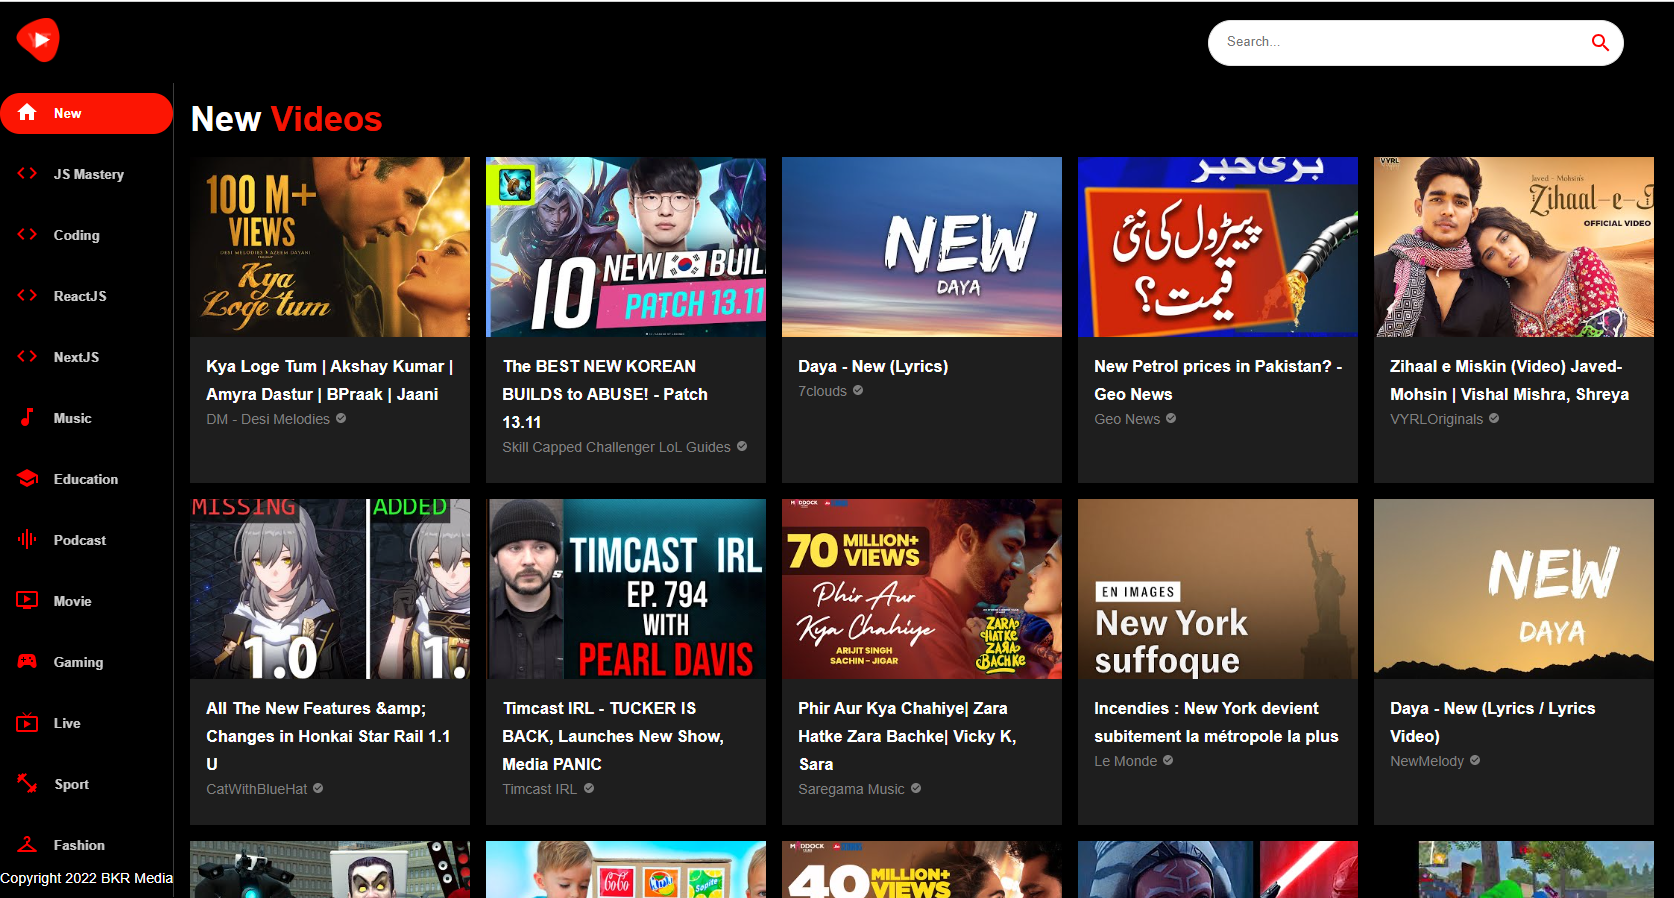 Search...
New
JS Mastery
Coding
ReactJS
NextJS
Music
Education
Podcast
Movie
Gaming
Live
Sport
Fashion
Copyright 2022 BKR Media
New Videos
100 M+
VIEWS
DESI MELODIES & AZEEM DAYANI
Kya
Loge tum
Kya Loge Tum | Akshay Kumar |
Amyra Dastur | BPraak | Jaani
DM - Desi Melodies
10 NEW BUIL
PATCH 13.11
The BEST NEW KOREAN
BUILDS to ABUSE! - Patch
13.11
Skill Capped Challenger LoL Guides
NEW
DAYA
Daya - New (Lyrics)
7clouds
بڑی خبر
پیٹرول کی نئی
قیمت؟
New Petrol prices in Pakistan? -
Geo News
Geo News
VYRL
Javed - Mohsin's
Zihaal-e-
OFFICIAL VIDEO
Zihaal e Miskin (Video) Javed-
Mohsin | Vishal Mishra, Shreya
VYRLOriginals
MISSING
ADDED
1.0
1.
All The New Features &amp;
Changes in Honkai Star Rail 1.1
U
CatWithBlueHat
TIMCAST IRL
EP. 794
WITH
PEARL DAVIS
Timcast IRL - TUCKER IS
BACK, Launches New Show,
Media PANIC
Timcast IRL
MADDOCK
70 MILLION+
VIEWS
Phir Aur
Kya Chahiye
ARIJIT SINGH
SACHIN - JIGAR
ZARA
HATKE
ZARA
BACHKE
Phir Aur Kya Chahiye| Zara
Hatke Zara Bachke| Vicky K,
Sara
Saregama Music
EN IMAGES
New York
suffoque
Incendies : New York devient
subitement la métropole la plus
Le Monde
NEW
DAYA
Daya - New (Lyrics / Lyrics
Video)
NewMelody
MADDOCK
40 MILLION+
VIEWS